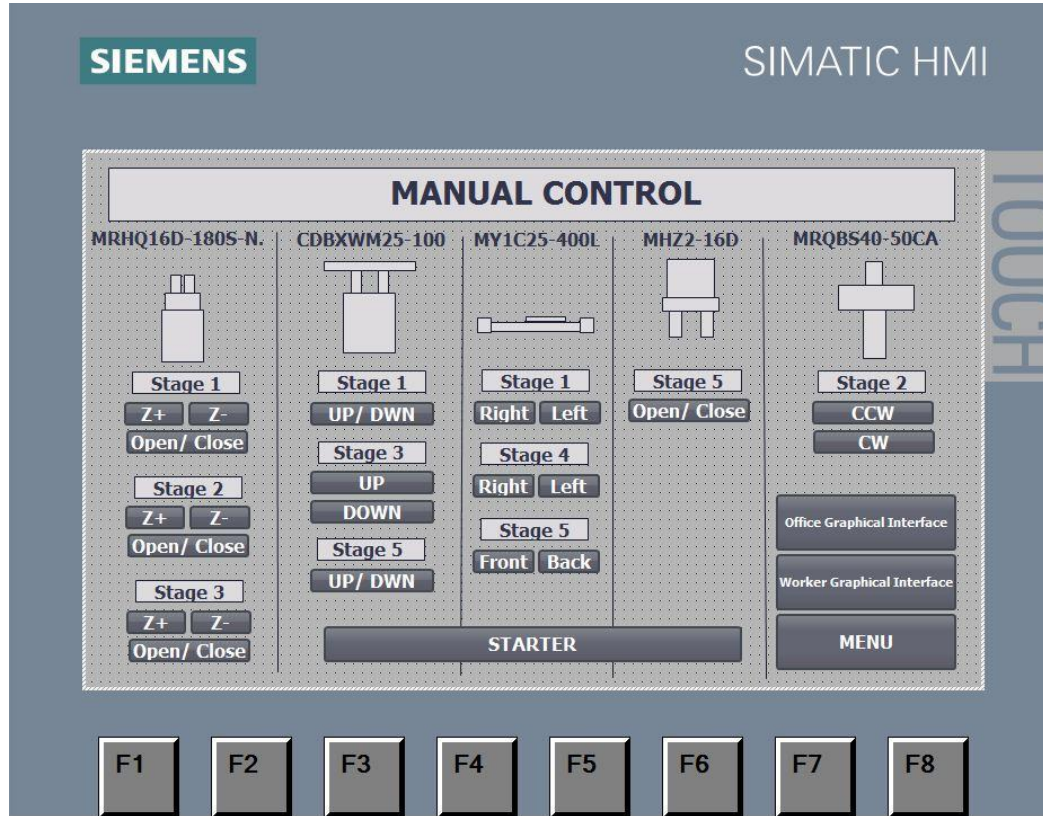 SIEMENS
SIMATIC HMI
TOUCH
MANUAL CONTROL
MRHQ16D-180S-N.
CDBXWM25-100
MY1C25-400L
MHZ2-16D
MRQBS40-50CA
Stage 1
Z+ Z-
Open/ Close
Stage 2
Z+ Z-
Open/ Close
Stage 3
Z+ Z-
Open/ Close
Stage 1
UP/ DWN
Stage 3
UP
DOWN
Stage 5
UP/ DWN
Stage 1
Right Left
Stage 4
Right Left
Stage 5
Front Back
Stage 5
Open/ Close
Stage 2
CCW
CW
Office Graphical Interface
Worker Graphical Interface
MENU
STARTER
F1 F2 F3 F4 F5 F6 F7 F8